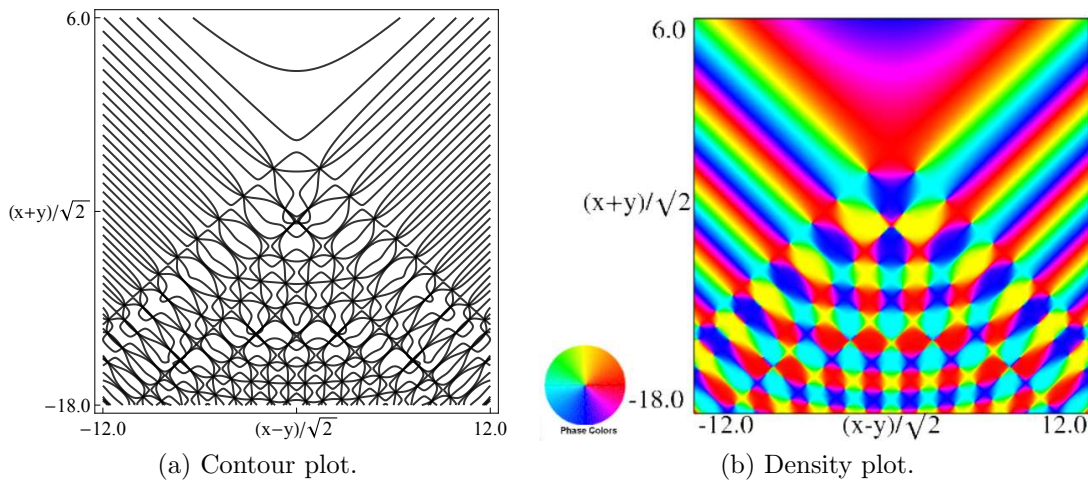 6.0
(x+y)/√2
−18.0
−12.0
(x−y)/√2
12.0
(a) Contour plot.
6.0
(x+y)/√2
-18.0
Phase Colors
-12.0
(x-y)/√2
12.0
(b) Density plot.